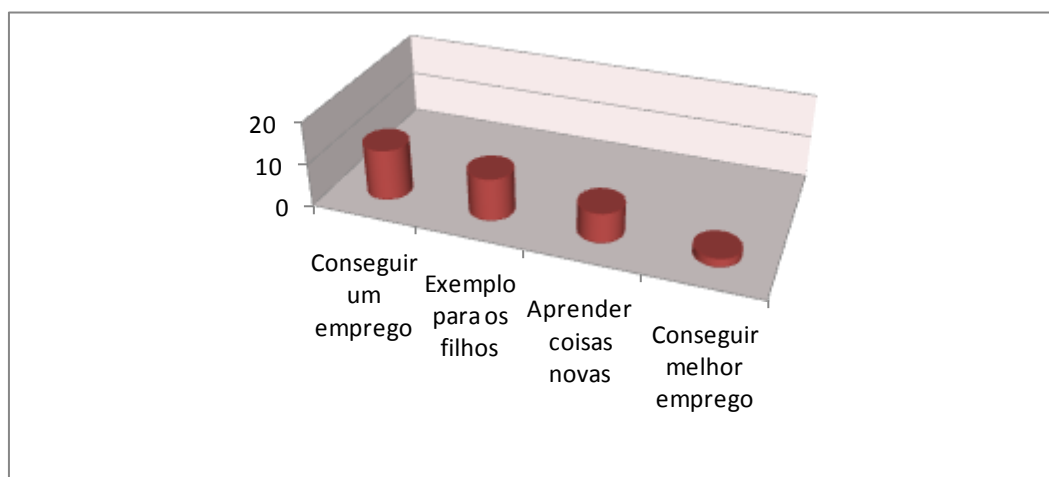 20
10
0
Conseguir
um
emprego
Exemplo
para os
filhos
Aprender
coisas
novas
Conseguir
melhor
emprego